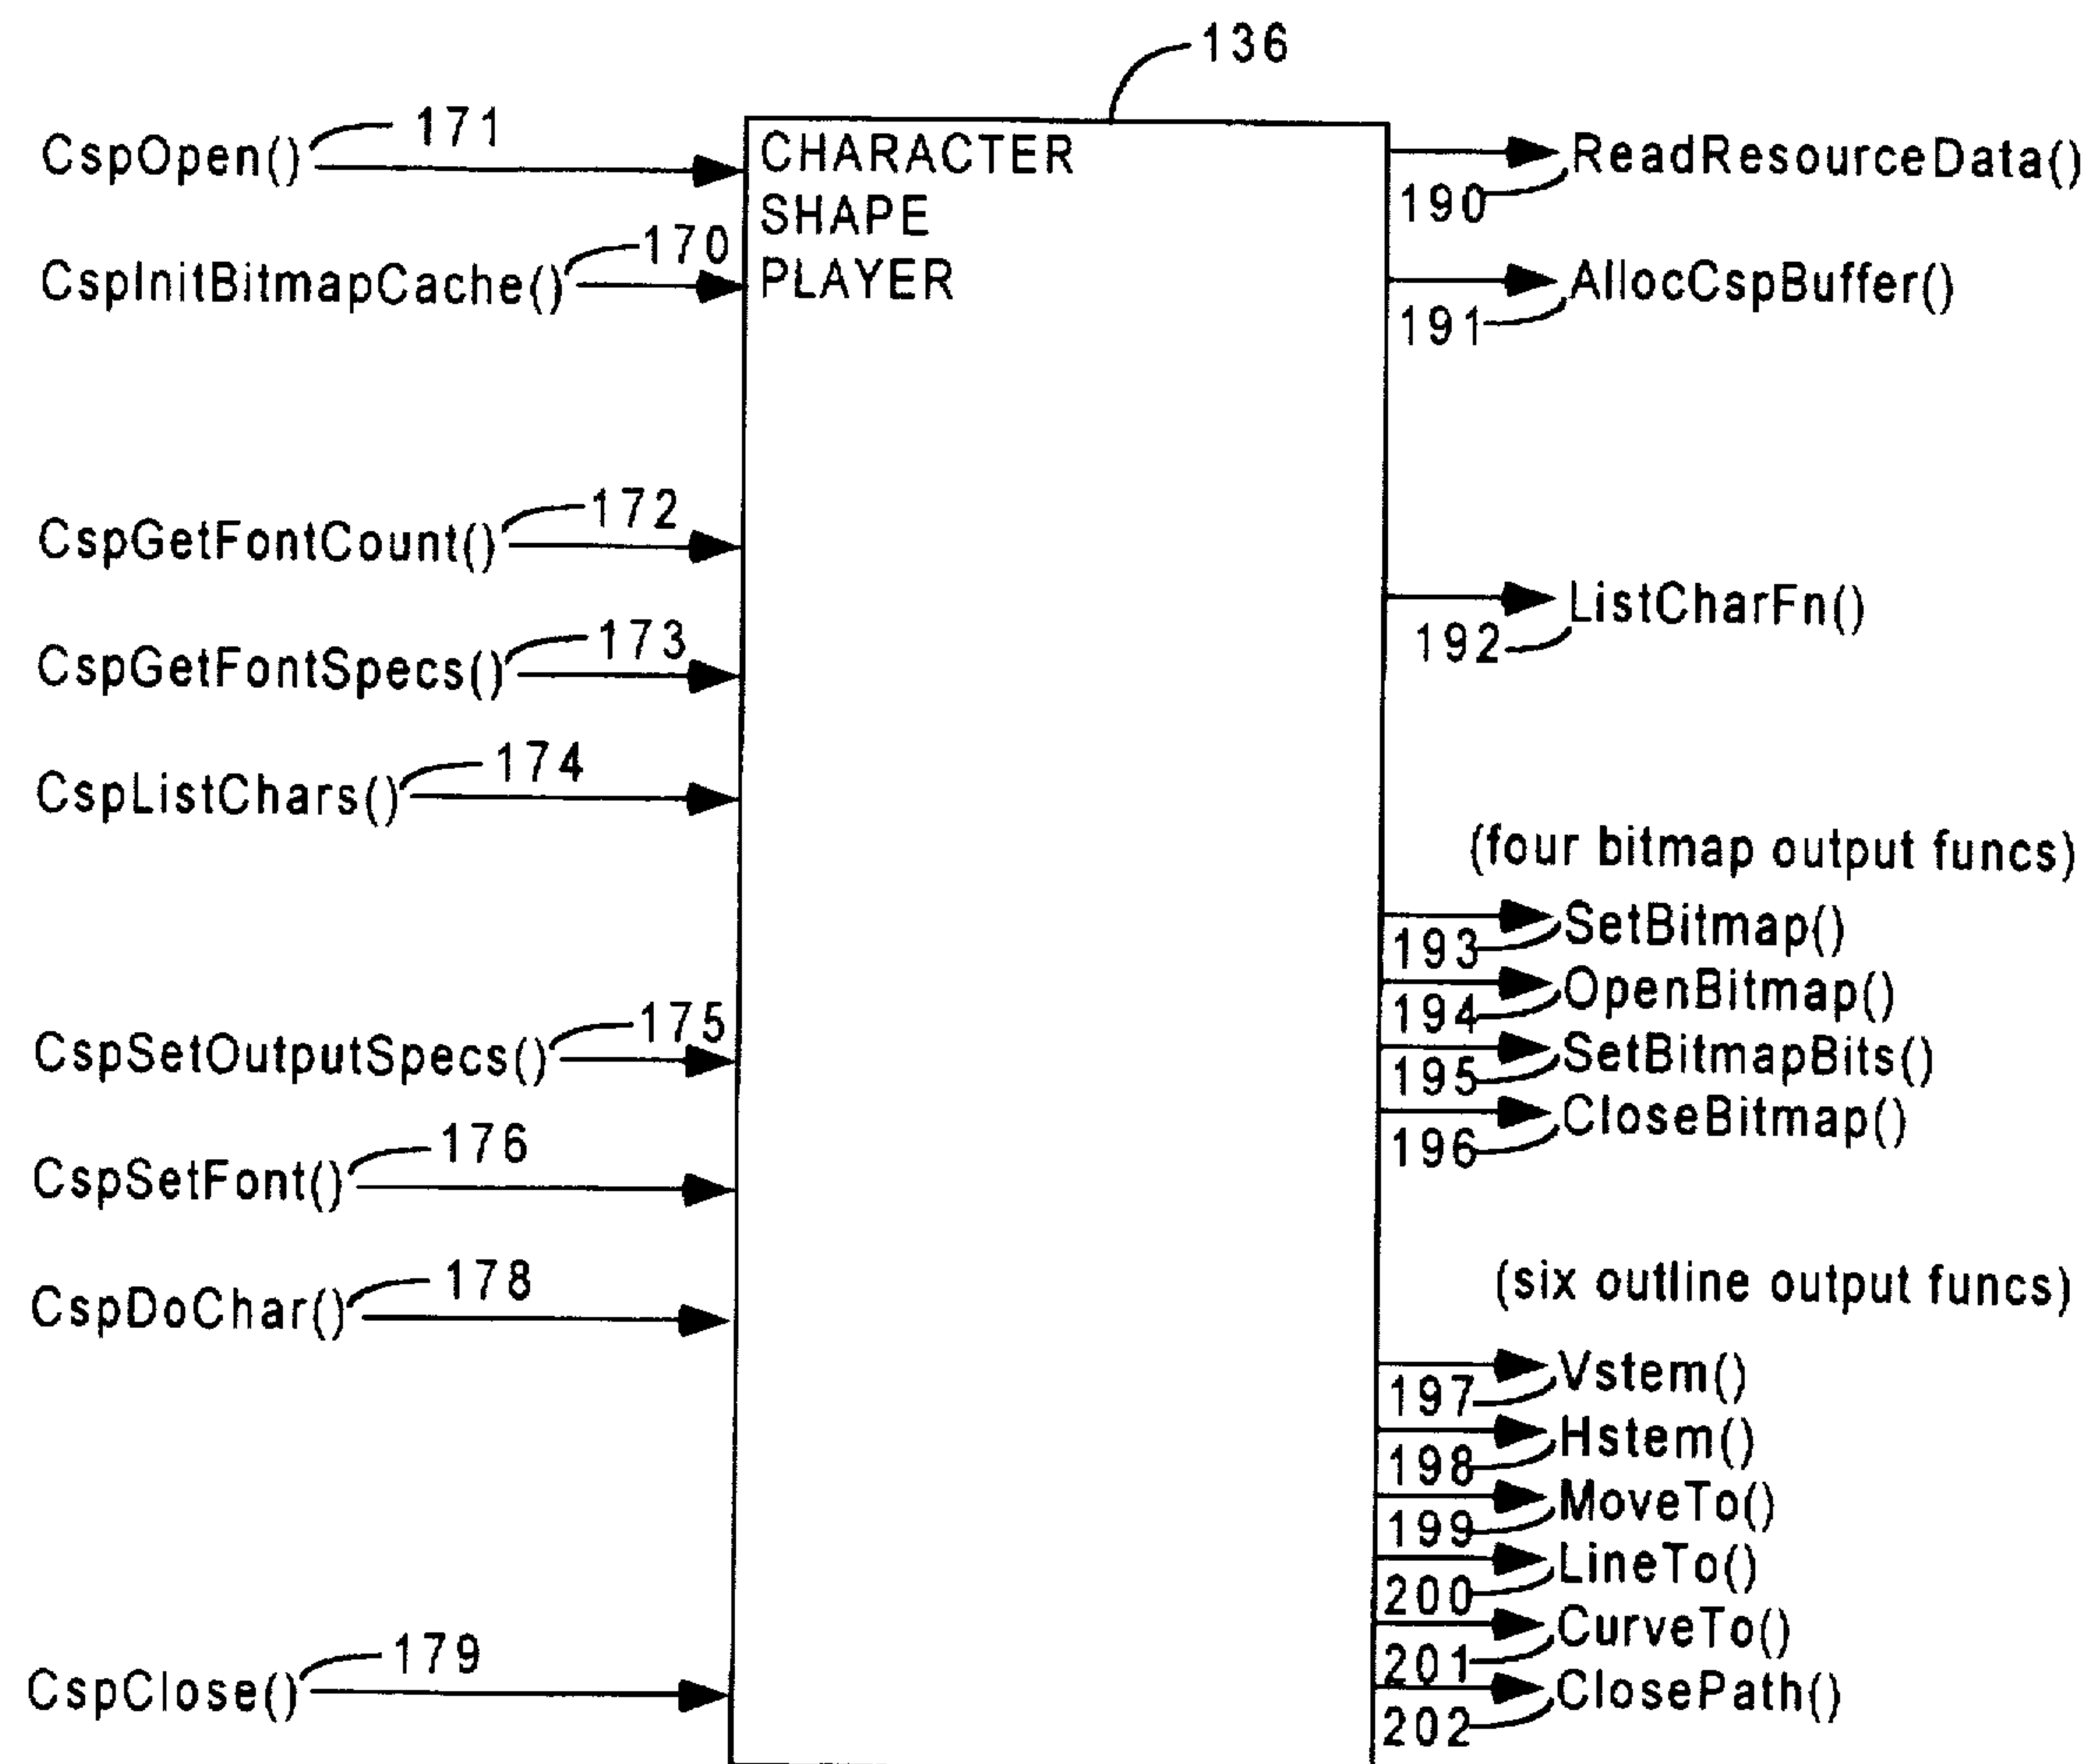 136
CspOpen() 171
CHARACTER
SHAPE
PLAYER
ReadResourceData()
190
CspInitBitmapCache() 170
AllocCspBuffer()
191
CspGetFontCount() 172
ListCharFn()
192
CspGetFontSpecs() 173
CspListChars() 174
(four bitmap output funcs)
SetBitmap()
193
OpenBitmap()
194
CspSetOutputSpecs() 175
SetBitmapBits()
195
CloseBitmap()
196
CspSetFont() 176
CspDoChar() 178
(six outline output funcs)
Vstem()
197
Hstem()
198
MoveTo()
199
LineTo()
200
CurveTo()
201
CspClose() 179
ClosePath()
202